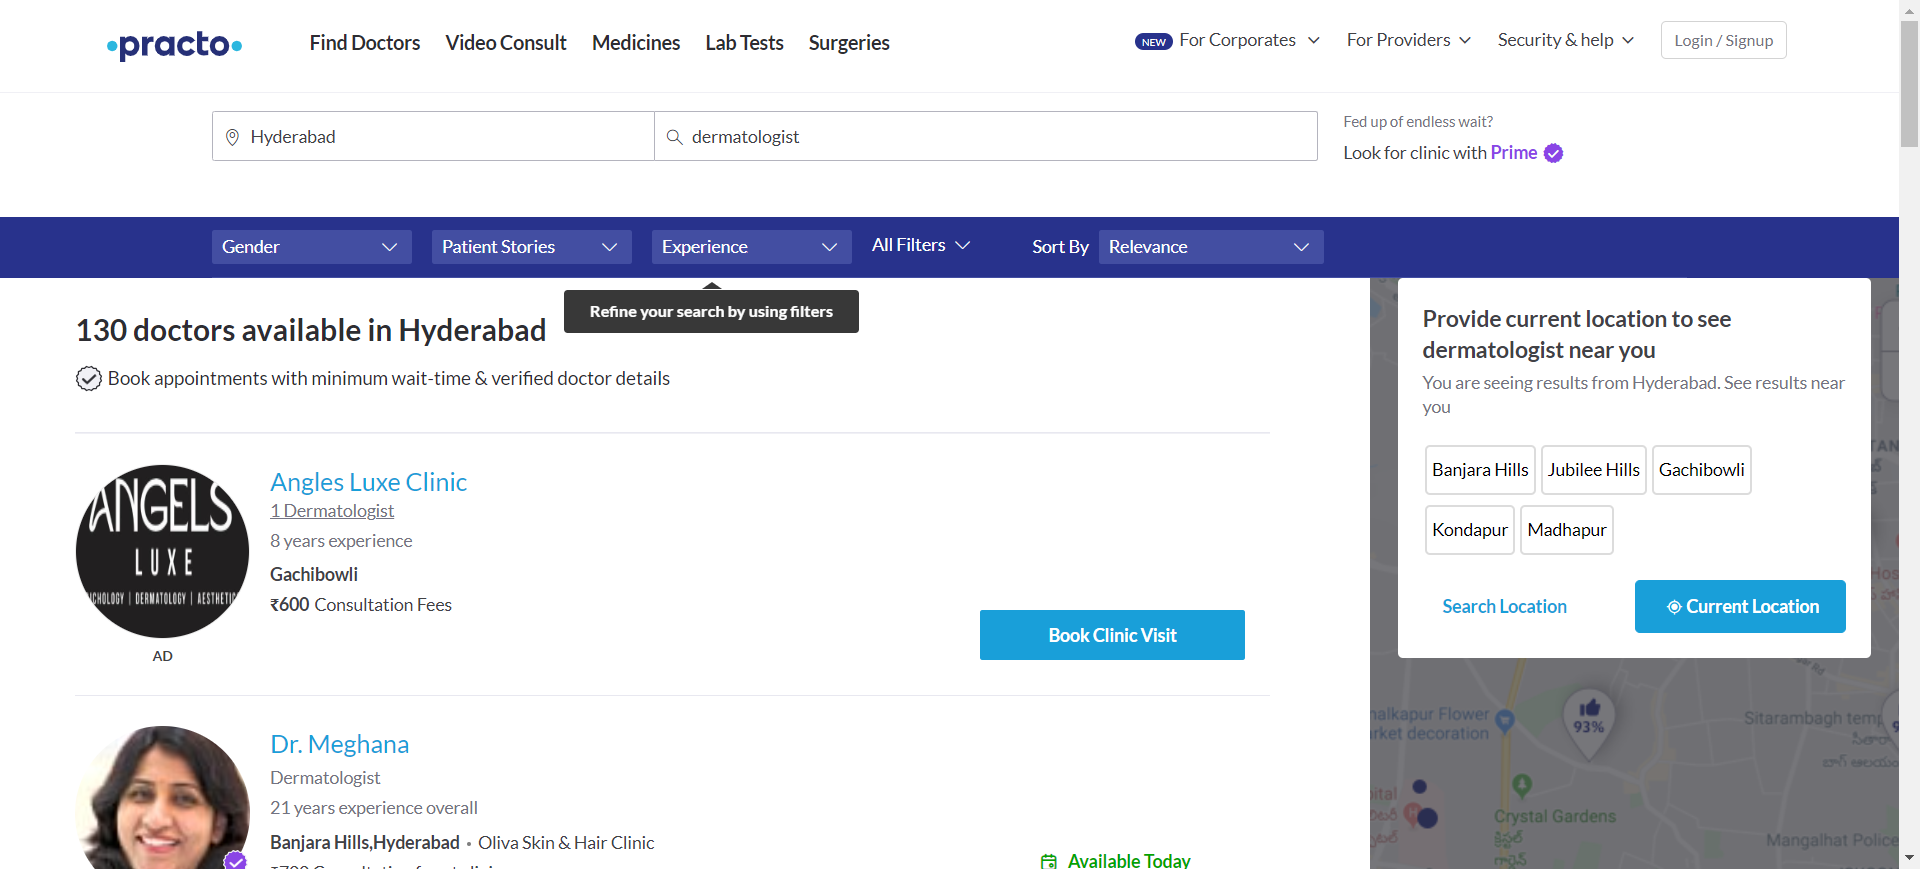 practo
Find Doctors
Video Consult
Medicines
Lab Tests
Surgeries
NEW For Corporates
For Providers
Security & help
Login / Signup
Hyderabad
dermatologist
Fed up of endless wait?
Look for clinic with Prime
Gender
Patient Stories
Experience
All Filters
Sort By
Relevance
Refine your search by using filters
130 doctors available in Hyderabad
Book appointments with minimum wait-time & verified doctor details
ANGELS
LUXE
DERMATOLOGY
AD
Angles Luxe Clinic
1 Dermatologist
8 years experience
Gachibowli
₹600 Consultation Fees
Book Clinic Visit
Dr. Meghana
Dermatologist
21 years experience overall
Banjara Hills,Hyderabad • Oliva Skin & Hair Clinic
Available Today
Provide current location to see
dermatologist near you
You are seeing results from Hyderabad. See results near
you
Banjara Hills
Jubilee Hills
Gachibowli
Kondapur
Madhapur
Search Location
Current Location
93%
Flower
decoration
Crystal Gardens
క్రిస్టల్
గార్డెన్
Sitarambagh
Mangalhat Police